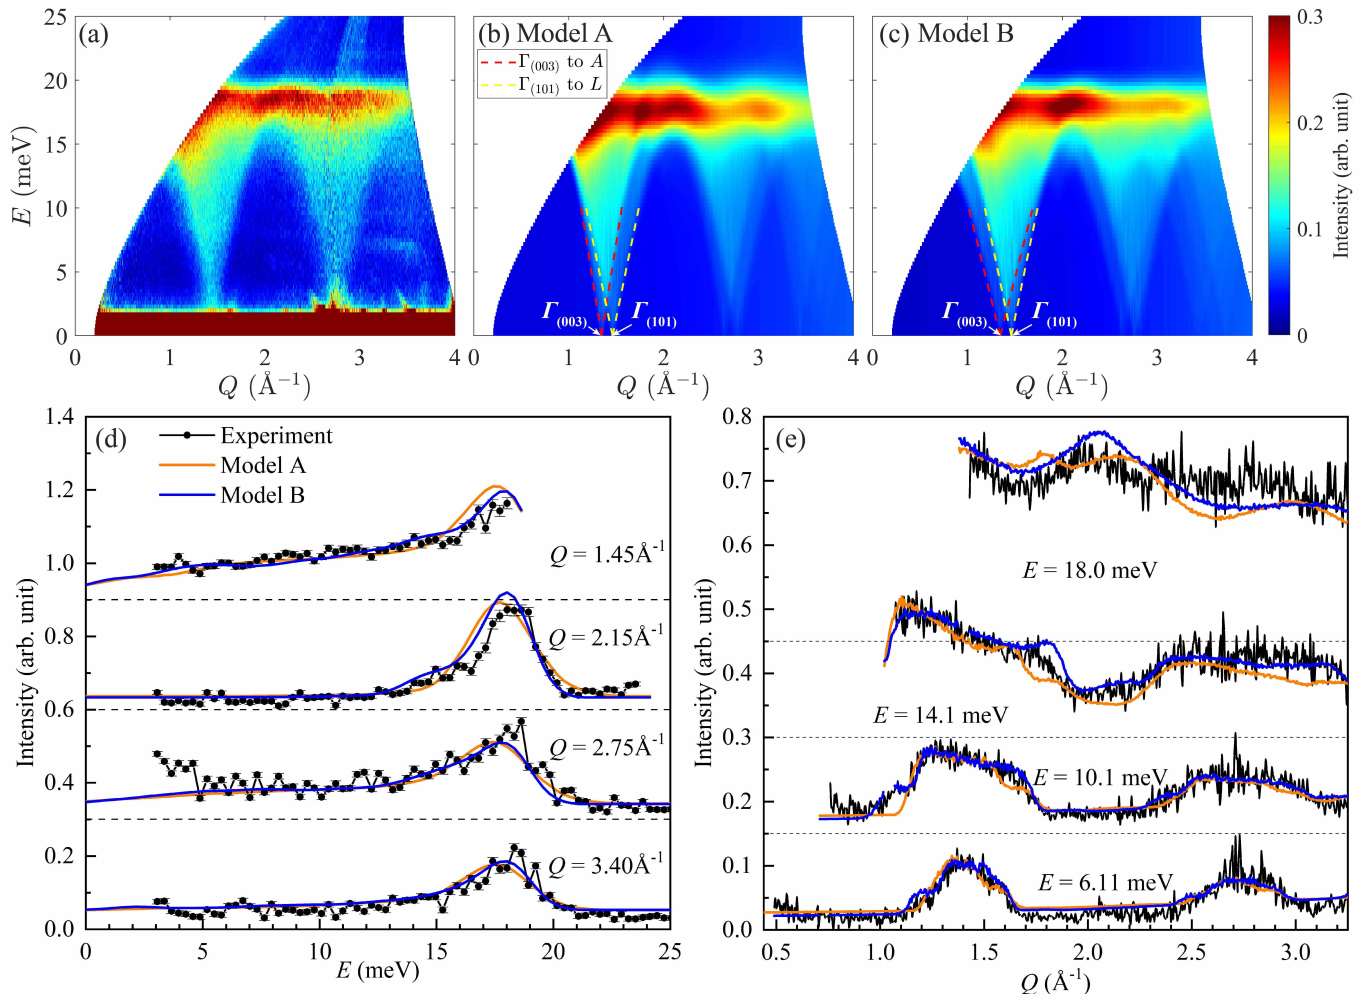 (a)
25
20
15
10
5
0
E (meV)
0 1 2 3 4
Q (Å⁻¹)
(b) Model A
Γ(003) to A
Γ(101) to L
Γ(003)
Γ(101)
0 1 2 3 4
Q (Å⁻¹)
(c) Model B
Γ(003)
Γ(101)
0 1 2 3 4
Q (Å⁻¹)
0.3
0.2
0.1
0
Intensity (arb. unit)
(d)
Experiment
Model A
Model B
1.4
1.2
1.0
0.8
0.6
0.4
0.2
0.0
Intensity (arb. unit)
Q = 1.45Å⁻¹
Q = 2.15Å⁻¹
Q = 2.75Å⁻¹
Q = 3.40Å⁻¹
0 5 10 15 20 25
E (meV)
(e)
0.8
0.7
0.6
0.5
0.4
0.3
0.2
0.1
0.0
Intensity (arb. unit)
E = 18.0 meV
E = 14.1 meV
E = 10.1 meV
E = 6.11 meV
0.5 1.0 1.5 2.0 2.5 3.0
Q (Å⁻¹)